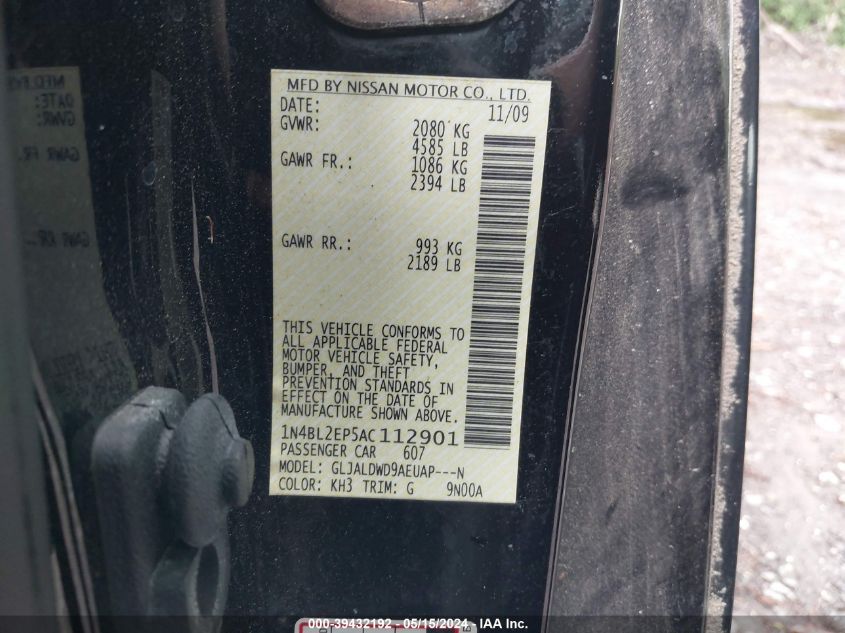 MFD BY NISSAN MOTOR CO., LTD.
DATE: 11/09
GVWR: 2080 KG
4585 LB
GAWR FR.: 1086 KG
2394 LB
GAWR RR.: 993 KG
2189 LB
THIS VEHICLE CONFORMS TO
ALL APPLICABLE FEDERAL
MOTOR VEHICLE SAFETY,
BUMPER, AND THEFT
PREVENTION STANDARDS IN
EFFECT ON THE DATE OF
MANUFACTURE SHOWN ABOVE.
1N4BL2EP5AC112901
PASSENGER CAR 607
MODEL: GLJALDWD9AEUAP---N
COLOR: KH3 TRIM: G 9N00A
000-39432192 - 05/15/2024 - IAA Inc.